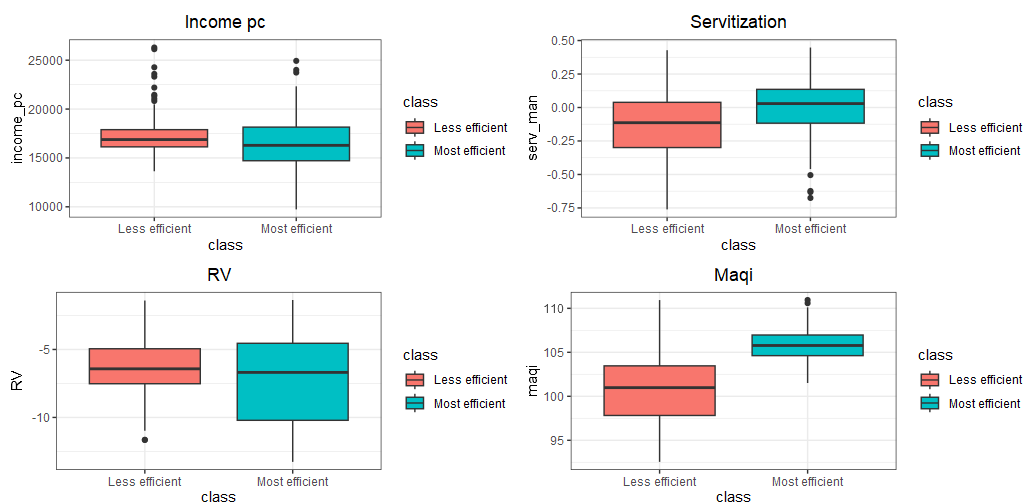 Income pc
income_pc
25000
20000
15000
10000
Less efficient
Most efficient
class
class
Less efficient
Most efficient
Servitization
serv_man
0.50
0.25
0.00
-0.25
-0.50
-0.75
Less efficient
Most efficient
class
class
Less efficient
Most efficient
RV
RV
-5
-10
Less efficient
Most efficient
class
class
Less efficient
Most efficient
Maqi
maqi
110
105
100
95
Less efficient
Most efficient
class
class
Less efficient
Most efficient